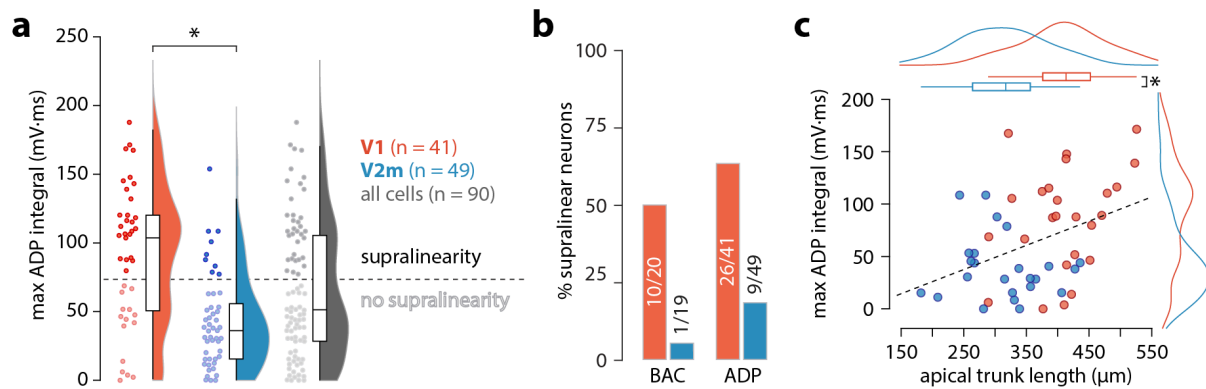 a
max ADP integral (mV·ms)
250
200
150
100
50
0
*
V1 (n = 41)
V2m (n = 49)
all cells (n = 90)
supralinearity
no supralinearity
b
% supralinear neurons
100
75
50
25
0
10/20
1/19
26/41
9/49
BAC ADP
c
*
max ADP integral (mV·ms)
200
150
100
50
0
150 250 350 450 550
apical trunk length (µm)